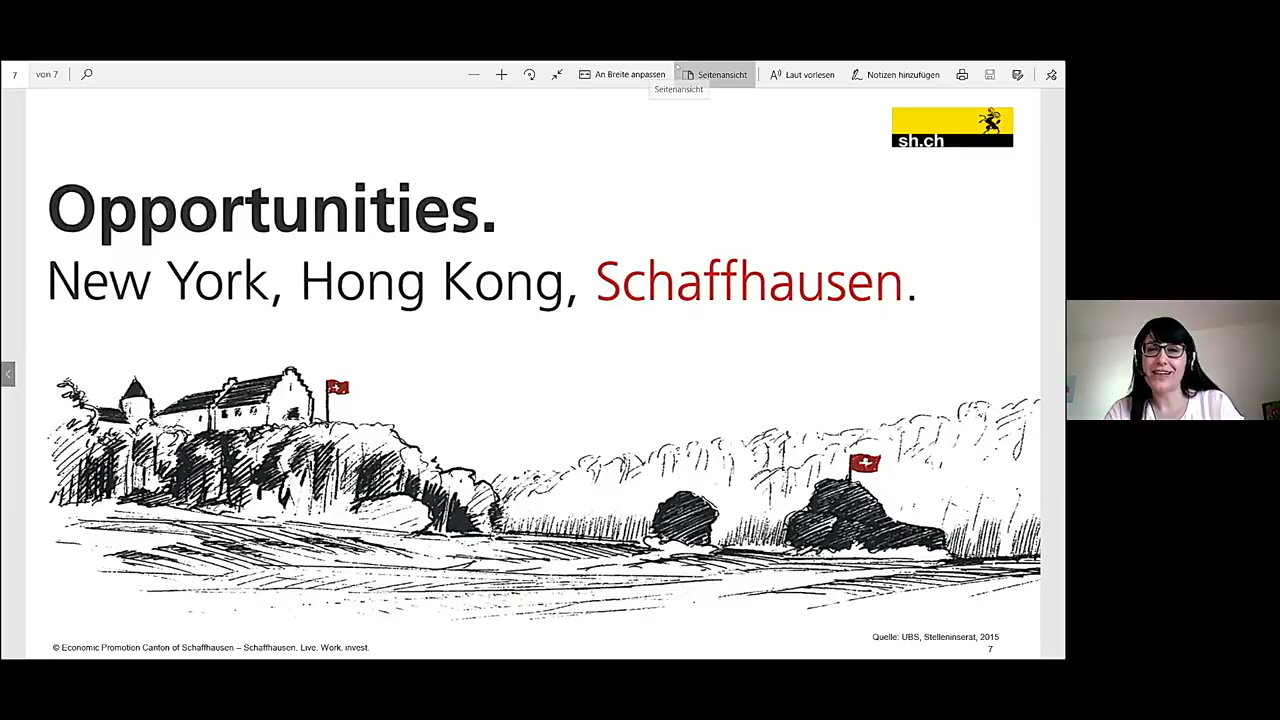 7 von 7 An Breite anpassen Seitenansicht Laut vorlesen Notizen hinzufügen
Seitenansicht
sh.ch
Opportunities.
New York, Hong Kong, Schaffhausen.
Quelle: UBS, Stelleninserat, 2015
© Economic Promotion Canton of Schaffhausen – Schaffhausen. Live. Work. invest.
7